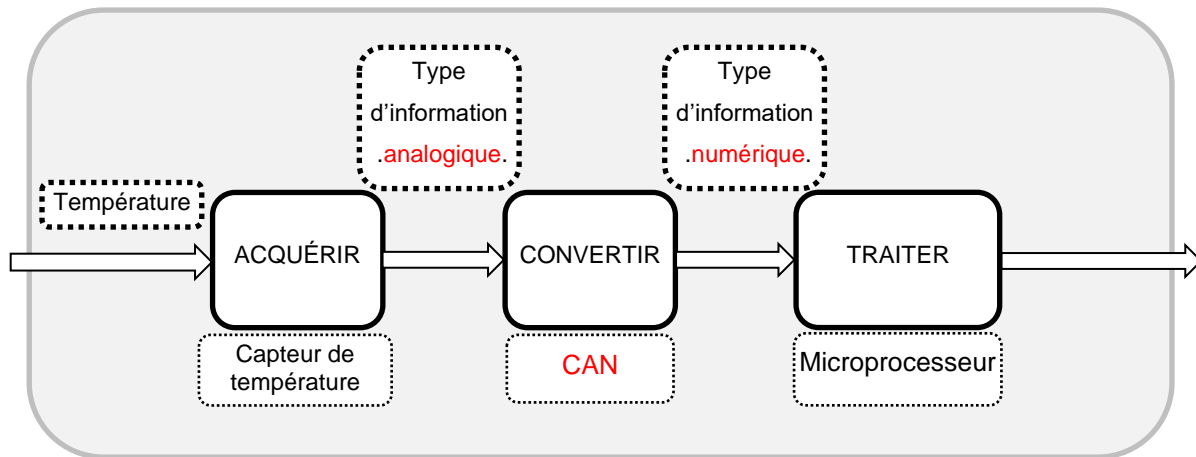 Type
d'information
.analogique.
Type
d'information
.numérique.
Température
ACQUÉRIR
CONVERTIR
TRAITER
Capteur de
température
CAN
Microprocesseur